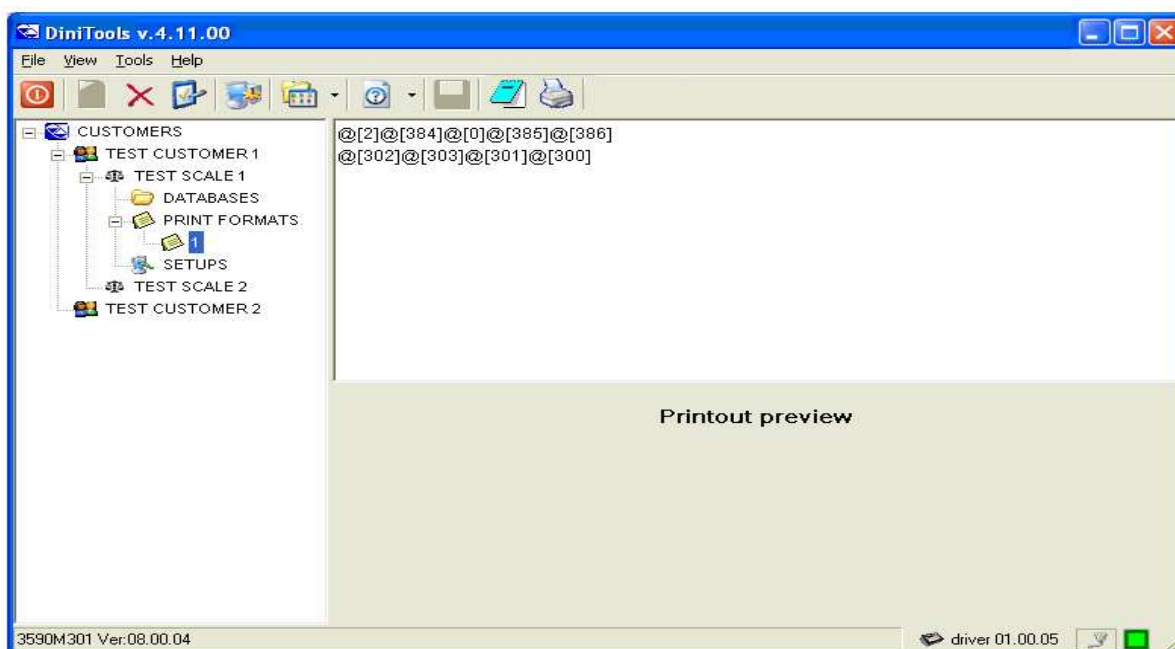 DiniTools v.4.11.00
File View Tools Help
CUSTOMERS
TEST CUSTOMER 1
TEST SCALE 1
DATABASES
PRINT FORMATS
1
SETUPS
TEST SCALE 2
TEST CUSTOMER 2
@[2]@[384]@[0]@[385]@[386]
@[302]@[303]@[301]@[300]
Printout preview
3590M301 Ver:08.00.04
driver 01.00.05